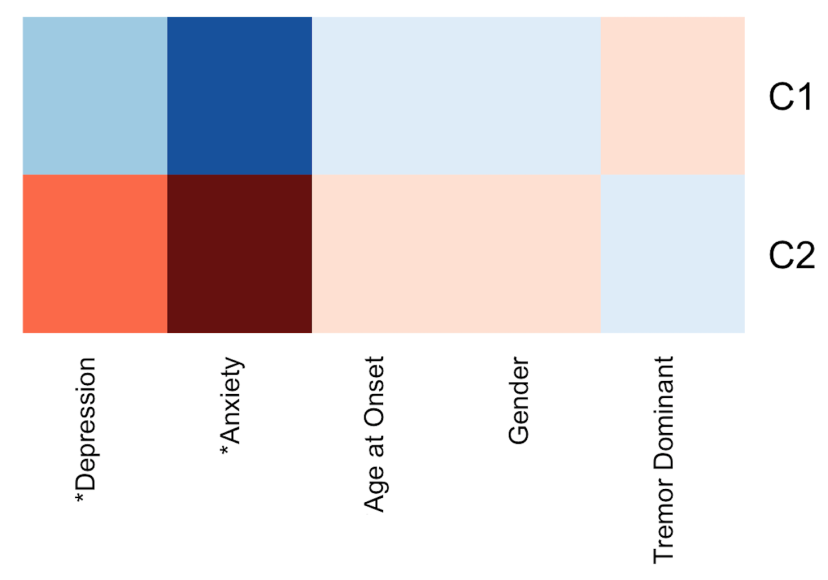 C1
C2
*Depression
*Anxiety
Age at Onset
Gender
Tremor Dominant